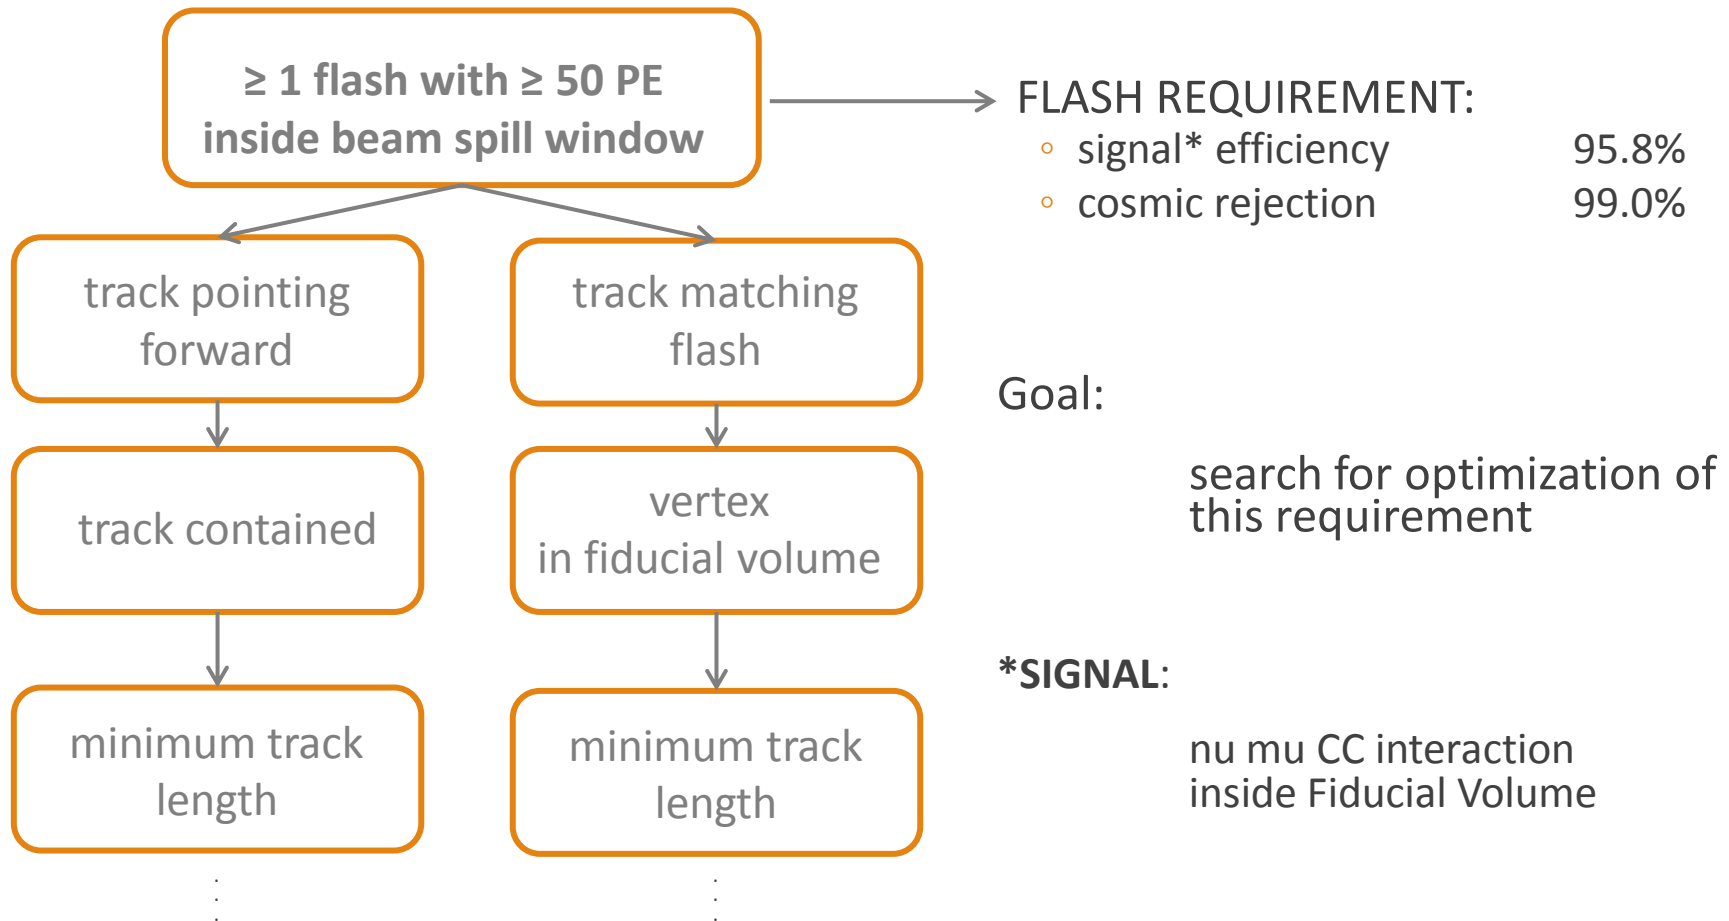 ≥ 1 flash with ≥ 50 PE
inside beam spill window
FLASH REQUIREMENT:
◦ signal* efficiency 95.8%
◦ cosmic rejection 99.0%
track pointing
forward
track matching
flash
Goal:
search for optimization of
this requirement
track contained
vertex
in fiducial volume
*SIGNAL:
nu mu CC interaction
inside Fiducial Volume
minimum track
length
minimum track
length